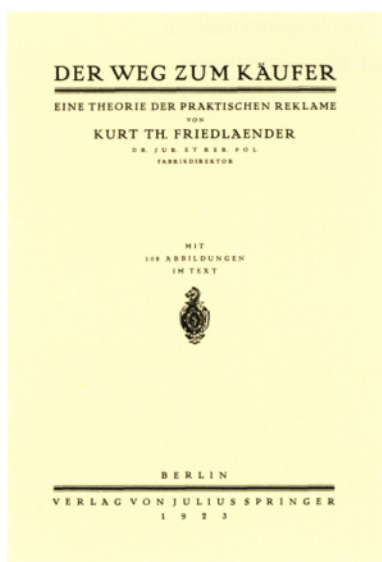 DER WEG ZUM KÄUFER
EINE THEORIE DER PRAKTISCHEN REKLAME
VON
KURT TH. FRIEDLAENDER
DR. JUR. ET RER. POL.
FABRIKDIREKTOR
MIT
108 ABBILDUNGEN
IM TEXT
BERLIN
VERLAG VON JULIUS SPRINGER
1923